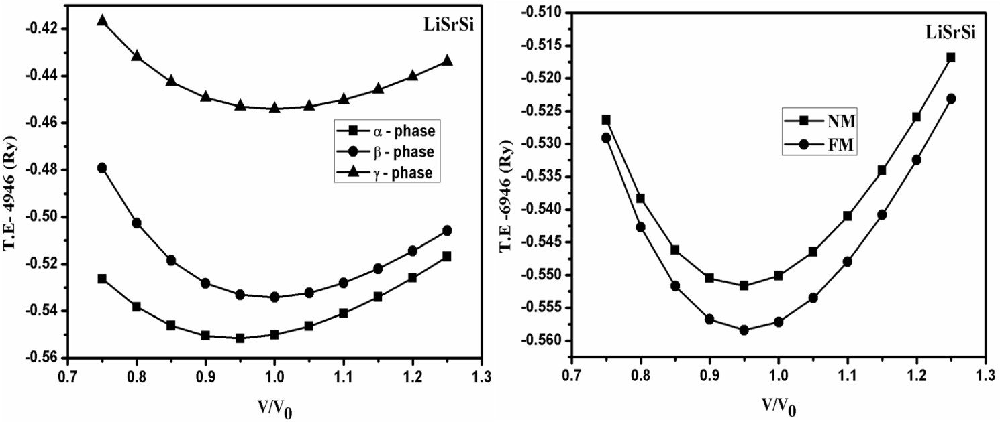 LiSrSi
T.E- 4946 (Ry)
-0.42
-0.44
-0.46
-0.48
-0.50
-0.52
-0.54
-0.56
α - phase
β - phase
γ - phase
0.7 0.8 0.9 1.0 1.1 1.2 1.3
V/V0
LiSrSi
T.E -6946 (Ry)
-0.510
-0.515
-0.520
-0.525
-0.530
-0.535
-0.540
-0.545
-0.550
-0.555
-0.560
NM
FM
0.7 0.8 0.9 1.0 1.1 1.2 1.3
V/V0